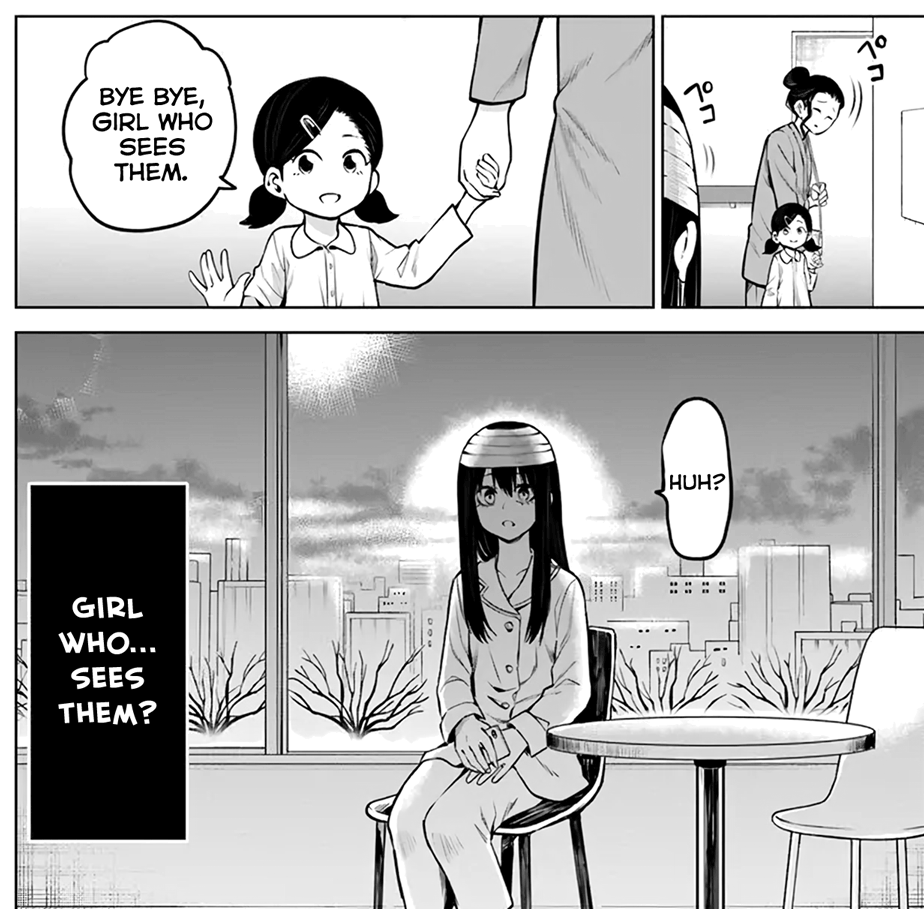 ペコ
ペコ
BYE BYE,
GIRL WHO
SEES
THEM.
HUH?
GIRL
WHO...
SEES
THEM?